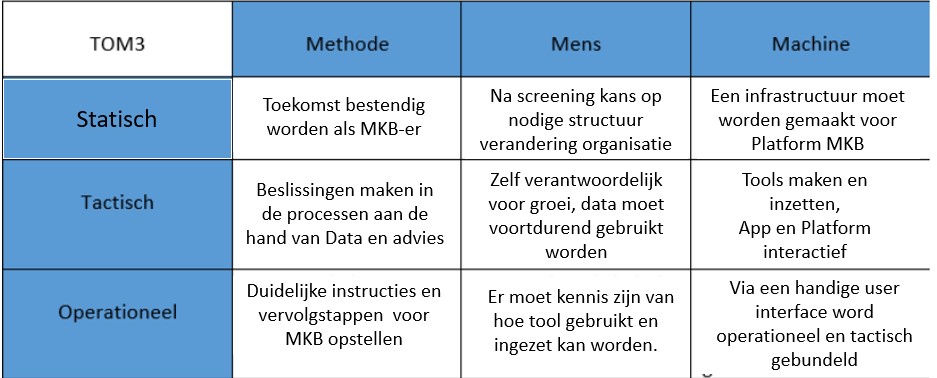 TOM3
Methode
Mens
Machine
Statisch
Toekomst bestendig
worden als MKB-er
Na screening kans op
nodige structuur
verandering organisatie
Een infrastructuur moet
worden gemaakt voor
Platform MKB
Tactisch
Beslissingen maken in
de processen aan de
hand van Data en advies
Zelf verantwoordelijk
voor groei, data moet
voortdurend gebruikt
worden
Tools maken en
inzetten,
App en Platform
interactief
Operationeel
Duidelijke instructies en
vervolgstappen voor
MKB opstellen
Er moet kennis zijn van
hoe tool gebruikt en
ingezet kan worden.
Via een handige user
interface word
operationeel en tactisch
gebundeld